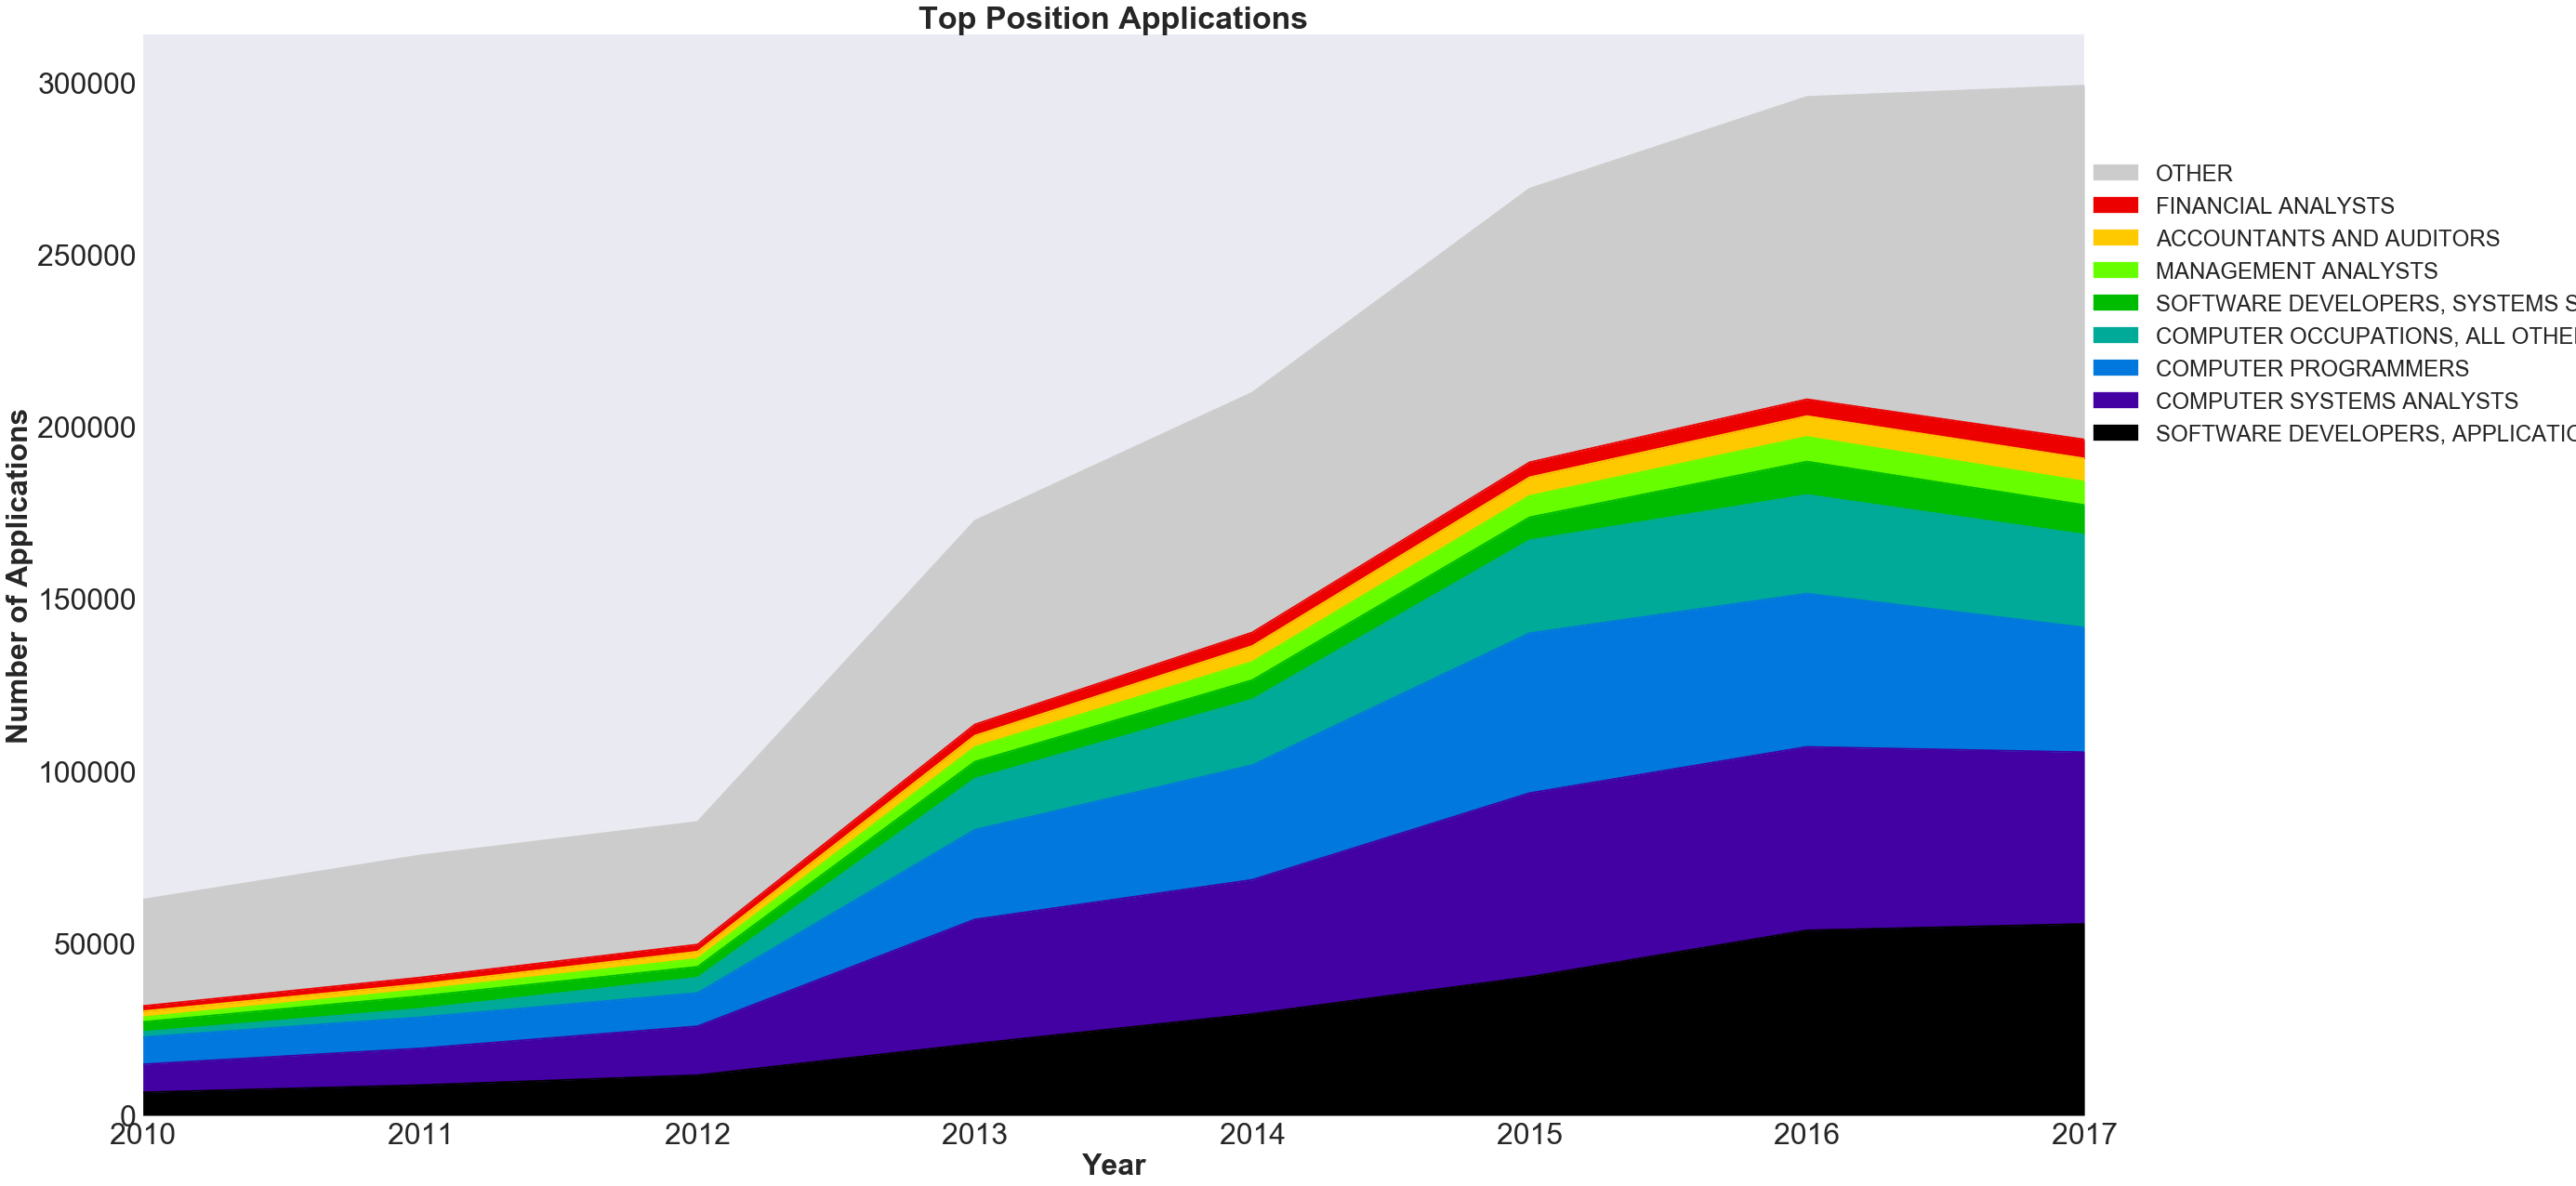 Top Position Applications
Number of Applications
300000
250000
200000
150000
100000
50000
0
2010 2011 2012 2013 2014 2015 2016 2017
Year
OTHER
FINANCIAL ANALYSTS
ACCOUNTANTS AND AUDITORS
MANAGEMENT ANALYSTS
SOFTWARE DEVELOPERS, SYSTEMS S
COMPUTER OCCUPATIONS, ALL OTHE
COMPUTER PROGRAMMERS
COMPUTER SYSTEMS ANALYSTS
SOFTWARE DEVELOPERS, APPLICATIO